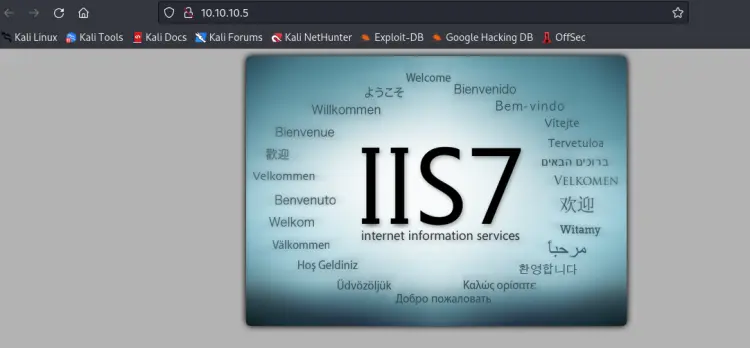 10.10.10.5
Kali Linux
Kali Tools
Kali Docs
Kali Forums
Kali NetHunter
Exploit-DB
Google Hacking DB
OffSec
Welcome
ようこそ
Bienvenido
Willkommen
Bem-vindo
Bienvenue
Vítejte
Tervetuloa
歡迎
ברוכים הבאים
Velkommen
VELKOMEN
Benvenuto
欢迎
Welkom
Witamy
Välkommen
مرحباً
Hoş Geldiniz
환영합니다
Üdvözöljük
Καλώς ορίσατε
Добро пожаловать
IIS7
internet information services